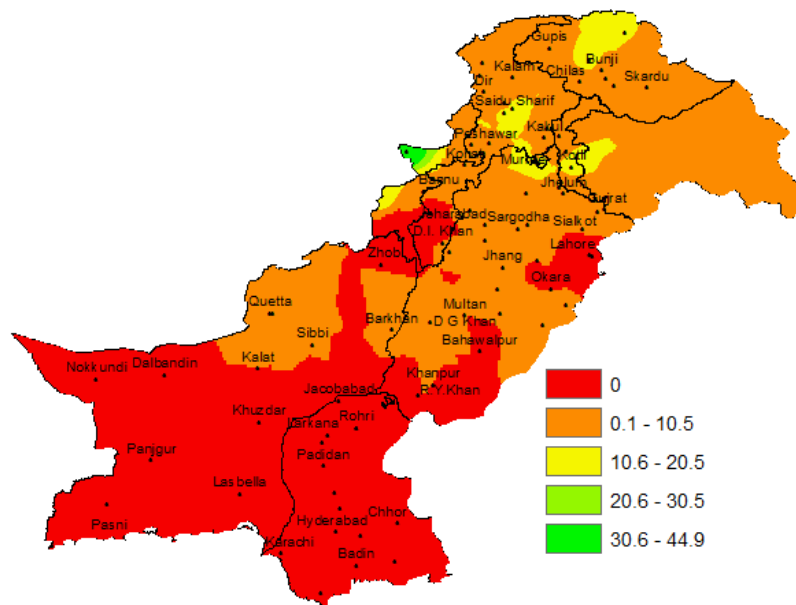 Gupis
Bunji
Kalam
Chilas
Skardu
Dir
Saidu Sharif
Kakul
Peshawar
Kohat
Murree
Kotli
Bannu
Jhelum
Gujrat
D.I. Khan
Sargodha
Sialkot
Zhob
Lahore
Jhang
Okara
Quetta
Multan
Barkhan
D G Khan
Sibbi
Bahawalpur
Kalat
Nokkundi
Dalbandin
Khanpur
R.Y.Khan
Jacobabad
Khuzdar
Rohri
Larkana
Panjgur
Padidan
Lasbella
Pasni
Chhor
Hyderabad
Karachi
Badin
0
0.1 - 10.5
10.6 - 20.5
20.6 - 30.5
30.6 - 44.9